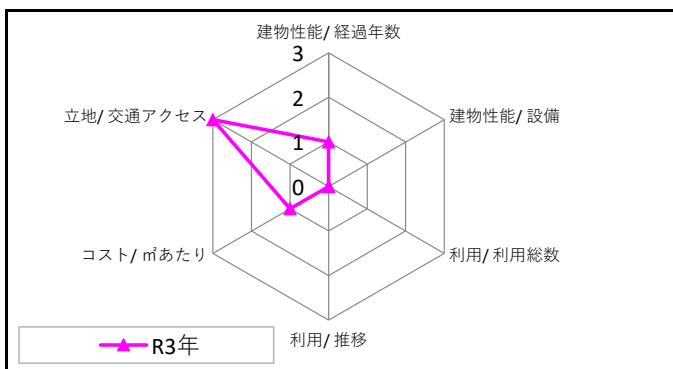 建物性能/ 経過年数
3
立地/ 交通アクセス
2
建物性能/ 設備
1
0
コスト/ ㎡あたり
利用/ 利用総数
利用/ 推移
R3年